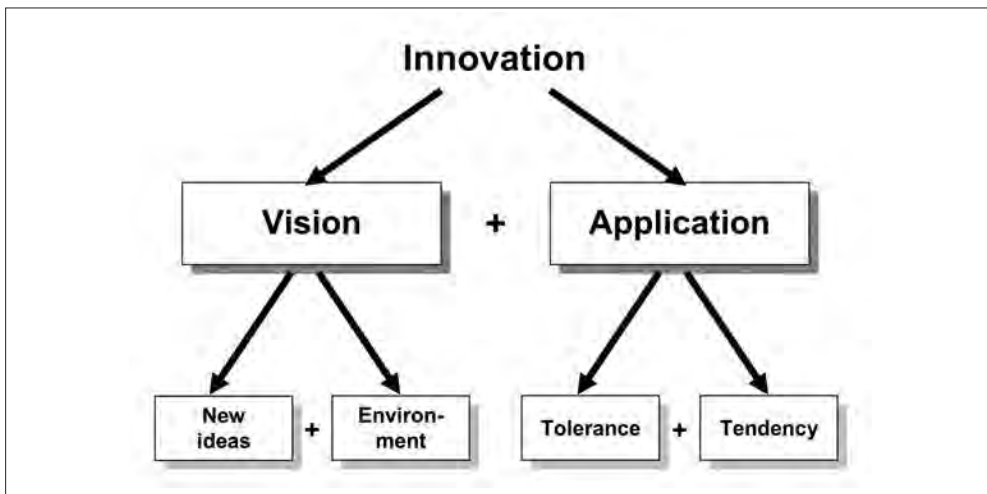 Innovation
Vision + Application
New ideas + Environ-ment Tolerance + Tendency